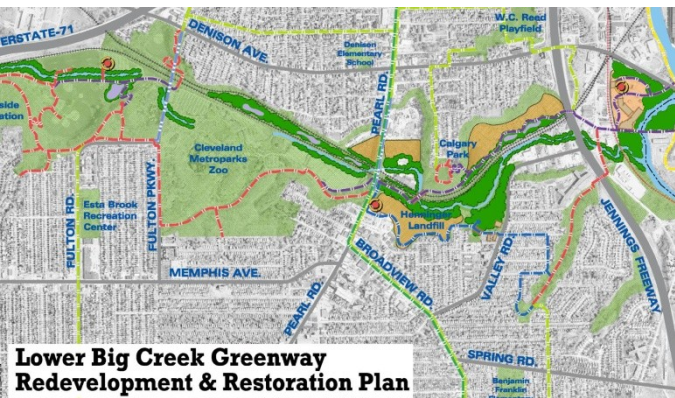 ERSTATE-71
DENISON AVE.
W.C. Reed
Playfield
Denison
Elementary
School
PEARL RD.
side
ation
Cleveland
Metroparks
Zoo
Calgary
Park
FULTON RD.
Esta Brook
Recreation
Center
FULTON PKWY.
Henninger
Landfill
MEMPHIS AVE.
PEARL RD.
BROADVIEW RD.
VALLEY RD.
JENNINGS FREEWAY
SPRING RD.
Benjamin
Franklin
Lower Big Creek Greenway
Redevelopment & Restoration Plan